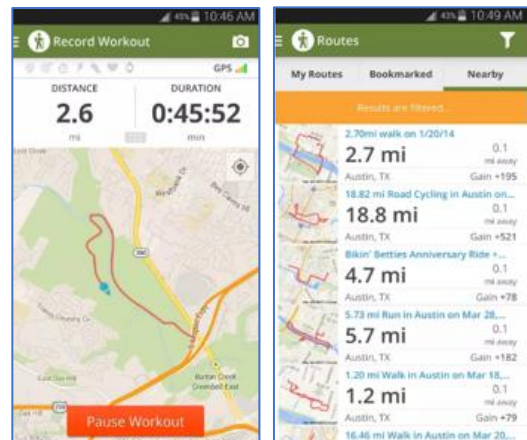 45% 10:46 AM
Record Workout
GPS
DISTANCE
DURATION
2.6
0:45:52
mi
min
360
Barton Creek
Greenbelt East
Pause Workout
45% 10:49 AM
Routes
My Routes
Bookmarked
Nearby
Results are filtered...
2.70mi walk on 1/20/14
2.7 mi
0.1
mi away
Austin, TX
Gain +195
18.82 mi Road Cycling in Austin on...
18.8 mi
0.1
mi away
Austin, TX
Gain +521
Bikin' Betties Anniversary Ride +...
4.7 mi
0.1
mi away
Austin, TX
Gain +78
5.73 mi Run in Austin on Mar 28,...
5.7 mi
0.1
mi away
Austin, TX
Gain +182
1.20 mi Walk in Austin on Mar 18,...
1.2 mi
0.1
mi away
Austin, TX
Gain +79
16.46 mi Walk in Austin on Mar 20...